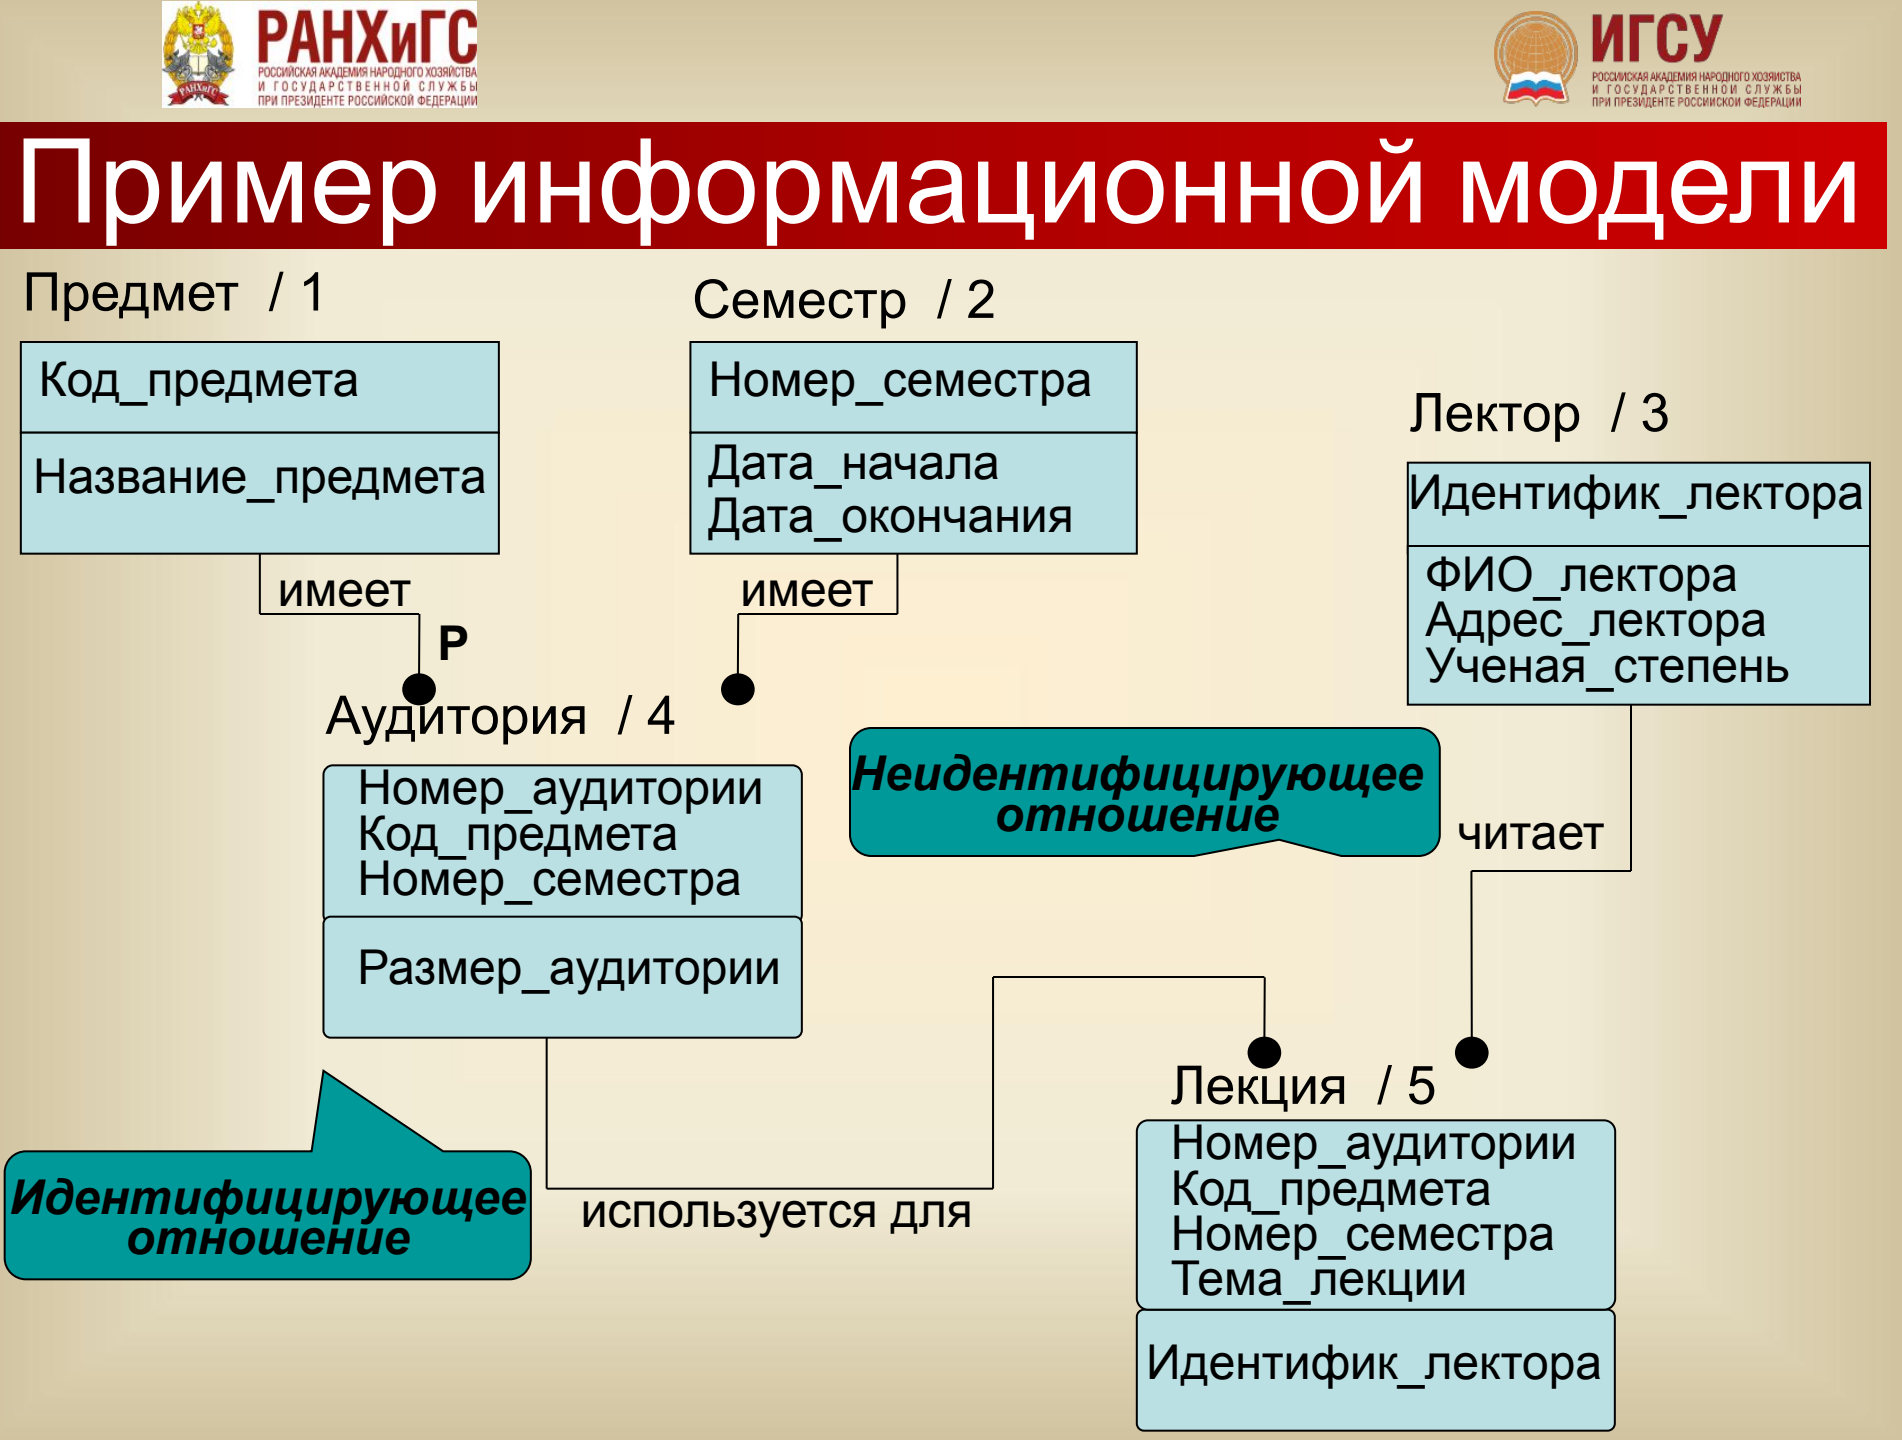 РАНХиГС
РОССИЙСКАЯ АКАДЕМИЯ НАРОДНОГО ХОЗЯЙСТВА
И ГОСУДАРСТВЕННОЙ СЛУЖБЫ
ПРИ ПРЕЗИДЕНТЕ РОССИЙСКОЙ ФЕДЕРАЦИИ
РАНХиГС
ИГСУ
РОССИЙСКАЯ АКАДЕМИЯ НАРОДНОГО ХОЗЯЙСТВА
И ГОСУДАРСТВЕННОЙ СЛУЖБЫ
ПРИ ПРЕЗИДЕНТЕ РОССИЙСКОЙ ФЕДЕРАЦИИ
Пример информационной модели
Предмет / 1
Код_предмета
Название_предмета
Семестр / 2
Номер_семестра
Дата_начала
Дата_окончания
Лектор / 3
Идентифик_лектора
ФИО_лектора
Адрес_лектора
Ученая_степень
имеет
Р
имеет
Аудитория / 4
Номер_аудитории
Код_предмета
Номер_семестра
Размер_аудитории
Неидентифицирующее
отношение
читает
Идентифицирующее
отношение
используется для
Лекция / 5
Номер_аудитории
Код_предмета
Номер_семестра
Тема_лекции
Идентифик_лектора